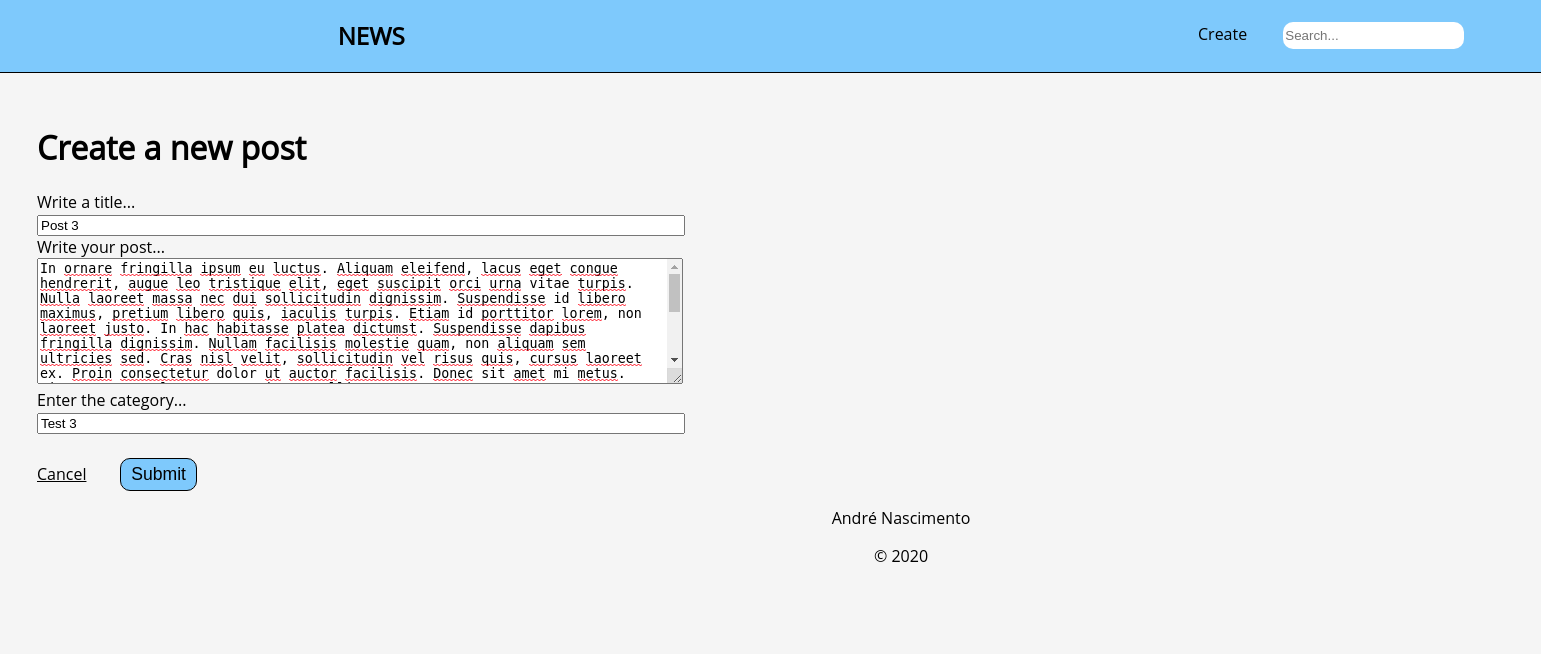 NEWS
Create
Search...
Create a new post
Write a title...
Post 3
Write your post...
In ornare fringilla ipsum eu luctus. Aliquam eleifend, lacus eget congue
hendrerit, augue leo tristique elit, eget suscipit orci urna vitae turpis.
Nulla laoreet massa nec dui sollicitudin dignissim. Suspendisse id libero
maximus, pretium libero quis, iaculis turpis. Etiam id porttitor lorem, non
laoreet justo. In hac habitasse platea dictumst. Suspendisse dapibus
fringilla dignissim. Nullam facilisis molestie quam, non aliquam sem
ultricies sed. Cras nisl velit, sollicitudin vel risus quis, cursus laoreet
ex. Proin consectetur dolor ut auctor facilisis. Donec sit amet mi metus.
Enter the category...
Test 3
Cancel
Submit
André Nascimento
© 2020